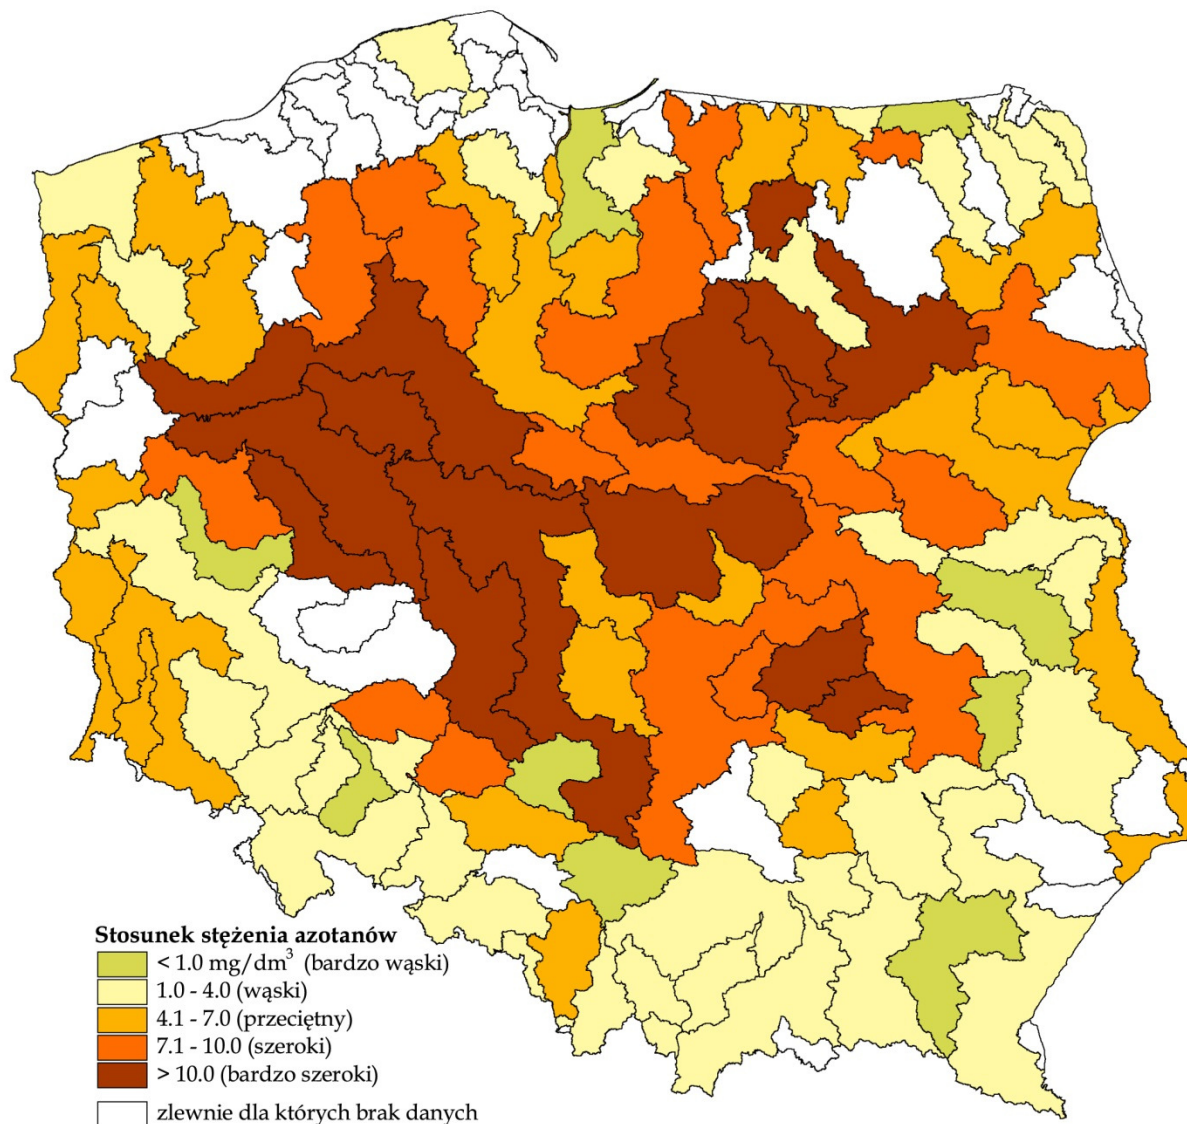 Stosunek stężenia azotanów
< 1.0 mg/dm³ (bardzo wąski)
1.0 - 4.0 (wąski)
4.1 - 7.0 (przeciętny)
7.1 - 10.0 (szeroki)
> 10.0 (bardzo szeroki)
zlewnie dla których brak danych